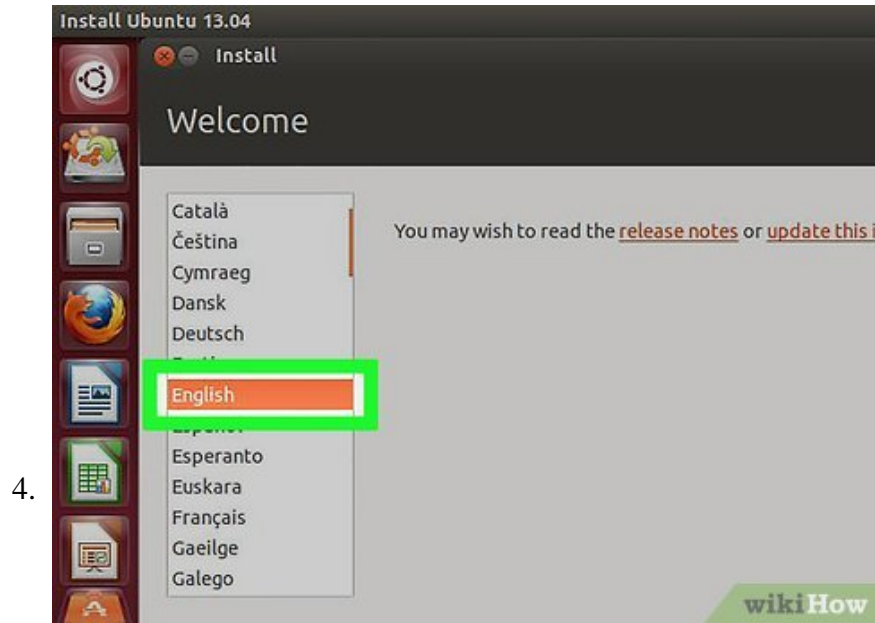 Install Ubuntu 13.04
Install
Welcome
Català
Čeština
Cymraeg
Dansk
Deutsch
English
Esperanto
Euskara
Français
Gaeilge
Galego
You may wish to read the release notes or update this
4.
wikiHow